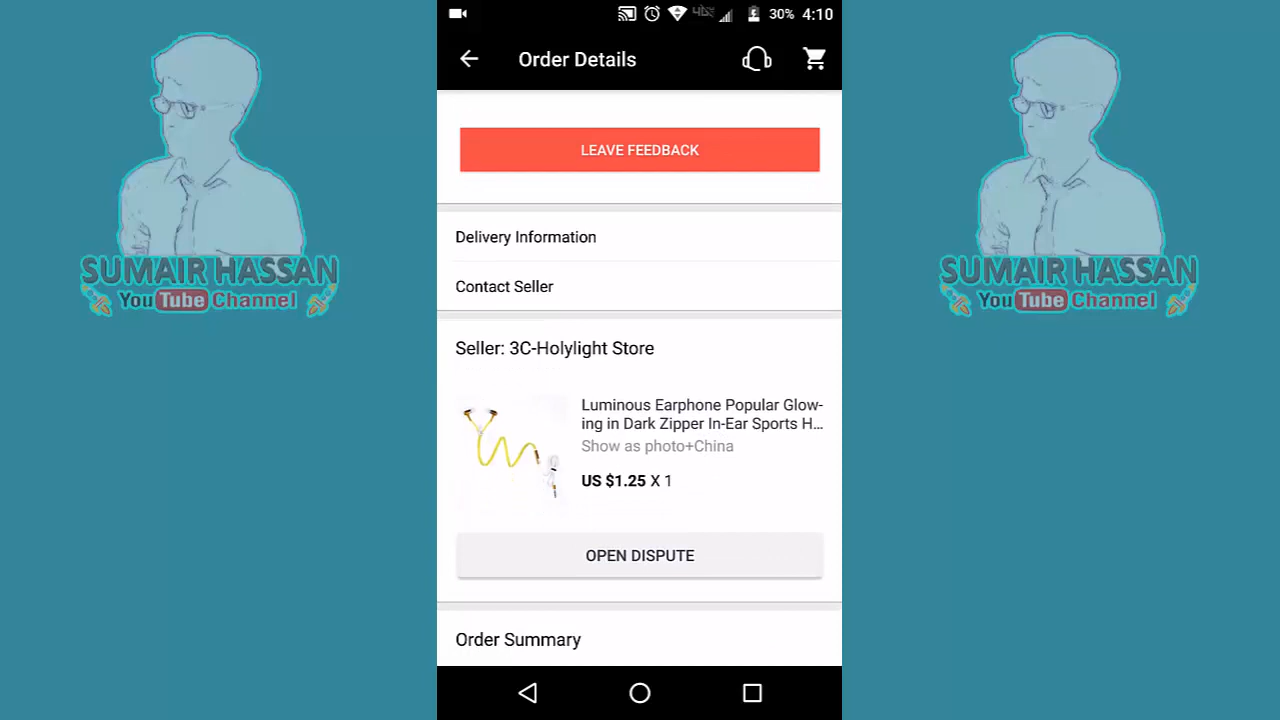 30% 4:10
Order Details
LEAVE FEEDBACK
Delivery Information
Contact Seller
Seller: 3C-Holylight Store
Luminous Earphone Popular Glow-
ing in Dark Zipper In-Ear Sports H...
Show as photo+China
US $1.25 X 1
OPEN DISPUTE
Order Summary
SUMAIR HASSAN
YouTube Channel
SUMAIR HASSAN
YouTube Channel